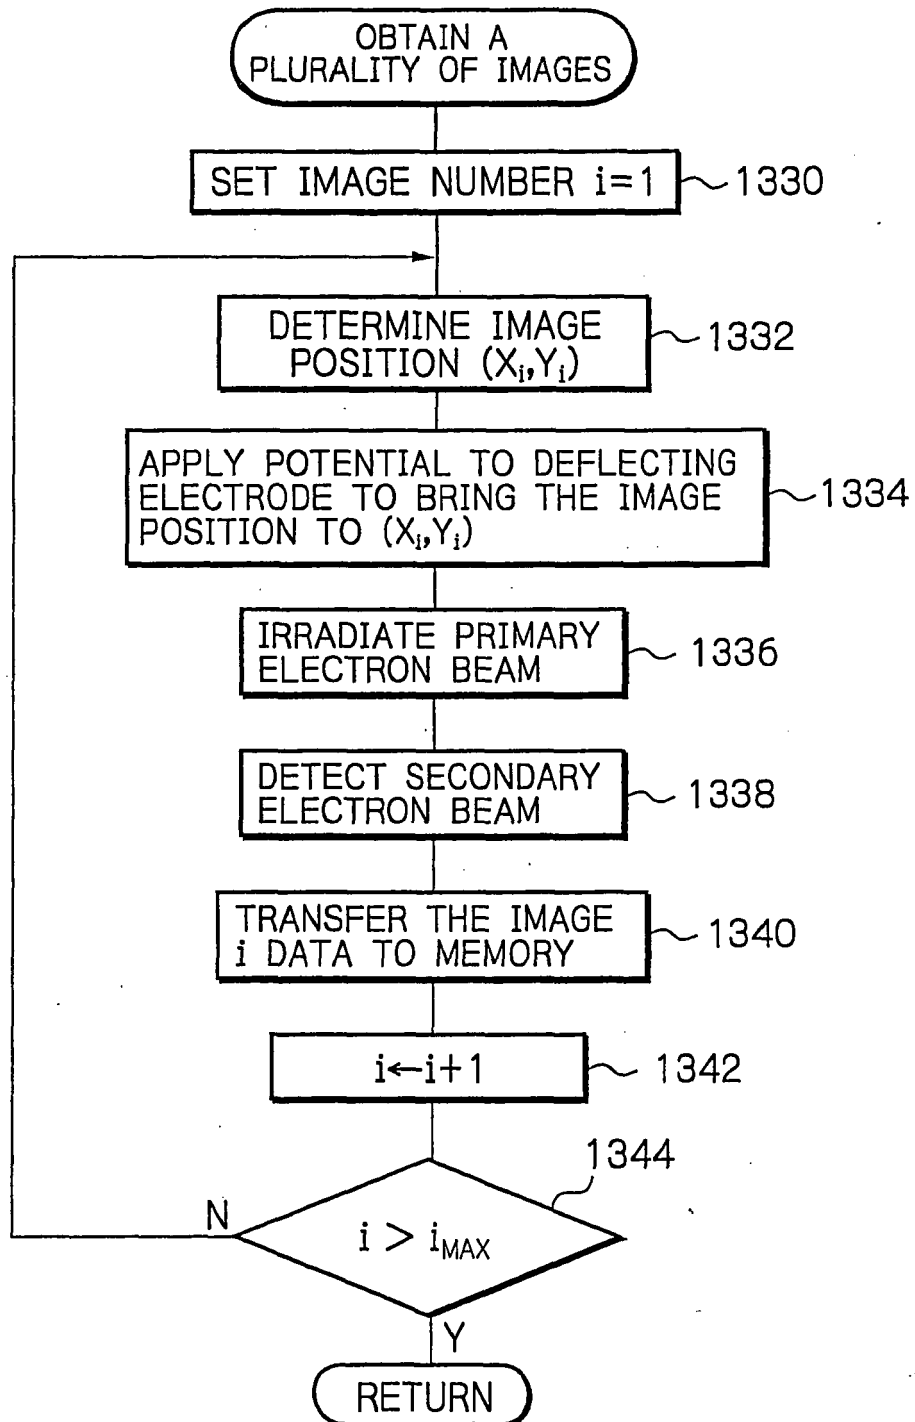 OBTAIN A
PLURALITY OF IMAGES
SET IMAGE NUMBER i=1
1330
DETERMINE IMAGE
POSITION (Xi,Yi)
1332
APPLY POTENTIAL TO DEFLECTING
ELECTRODE TO BRING THE IMAGE
POSITION TO (Xi,Yi)
1334
IRRADIATE PRIMARY
ELECTRON BEAM
1336
DETECT SECONDARY
ELECTRON BEAM
1338
TRANSFER THE IMAGE
i DATA TO MEMORY
1340
i←i+1
1342
1344
N
i > iMAX
Y
RETURN